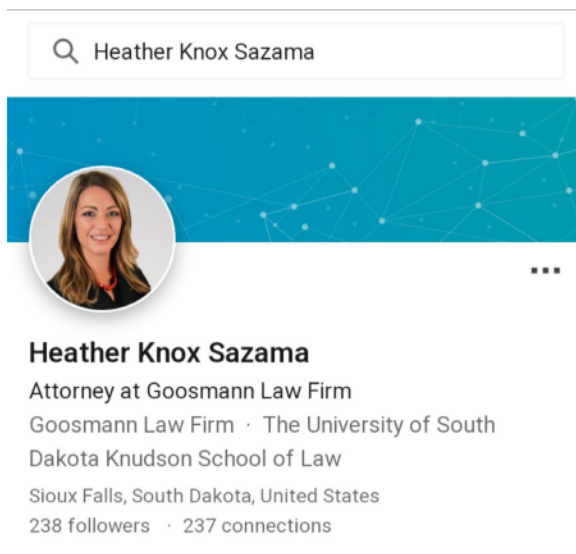 Heather Knox Sazama
Heather Knox Sazama
Attorney at Goosmann Law Firm
Goosmann Law Firm · The University of South
Dakota Knudson School of Law
Sioux Falls, South Dakota, United States
238 followers · 237 connections